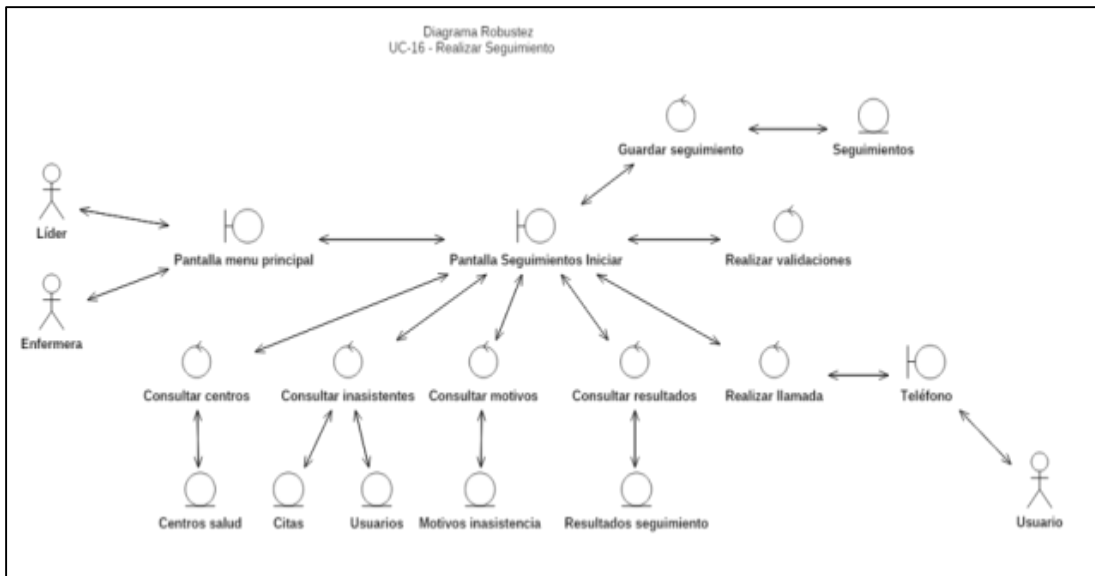 Diagrama Robustez
UC-16 - Realizar Seguimiento
Guardar seguimiento
Seguimientos
Líder
Pantalla menu principal
Pantalla Seguimientos Iniciar
Realizar validaciones
Enfermera
Consultar centros
Consultar inasistentes
Consultar motivos
Consultar resultados
Realizar llamada
Teléfono
Centros salud
Citas
Usuarios
Motivos inasistencia
Resultados seguimiento
Usuario